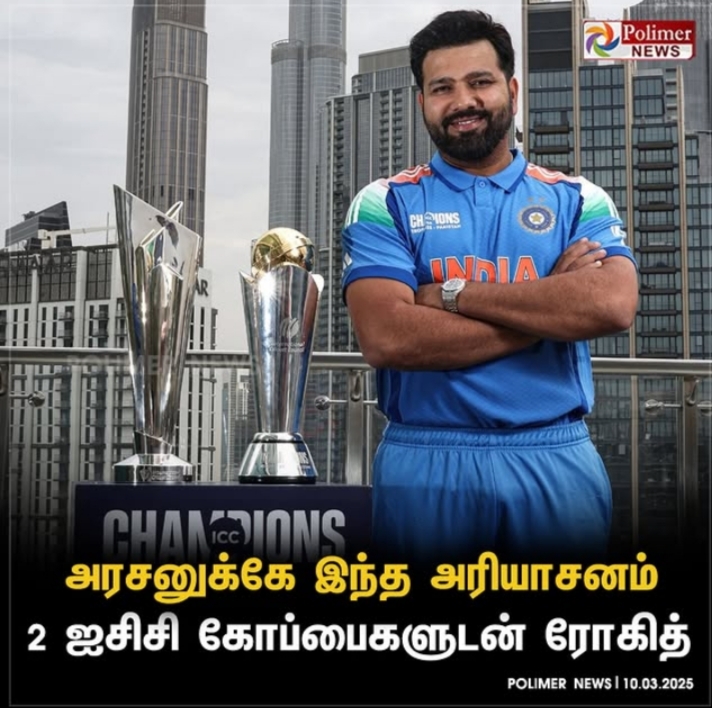 Polimer
NEWS
CHAMPIONS
INDIA
CHAMPIONS
ICC
அரசனுக்கே இந்த அரியாசனம்
2 ஐசிசி கோப்பைகளுடன் ரோகித்
POLIMER NEWS | 10.03.2025